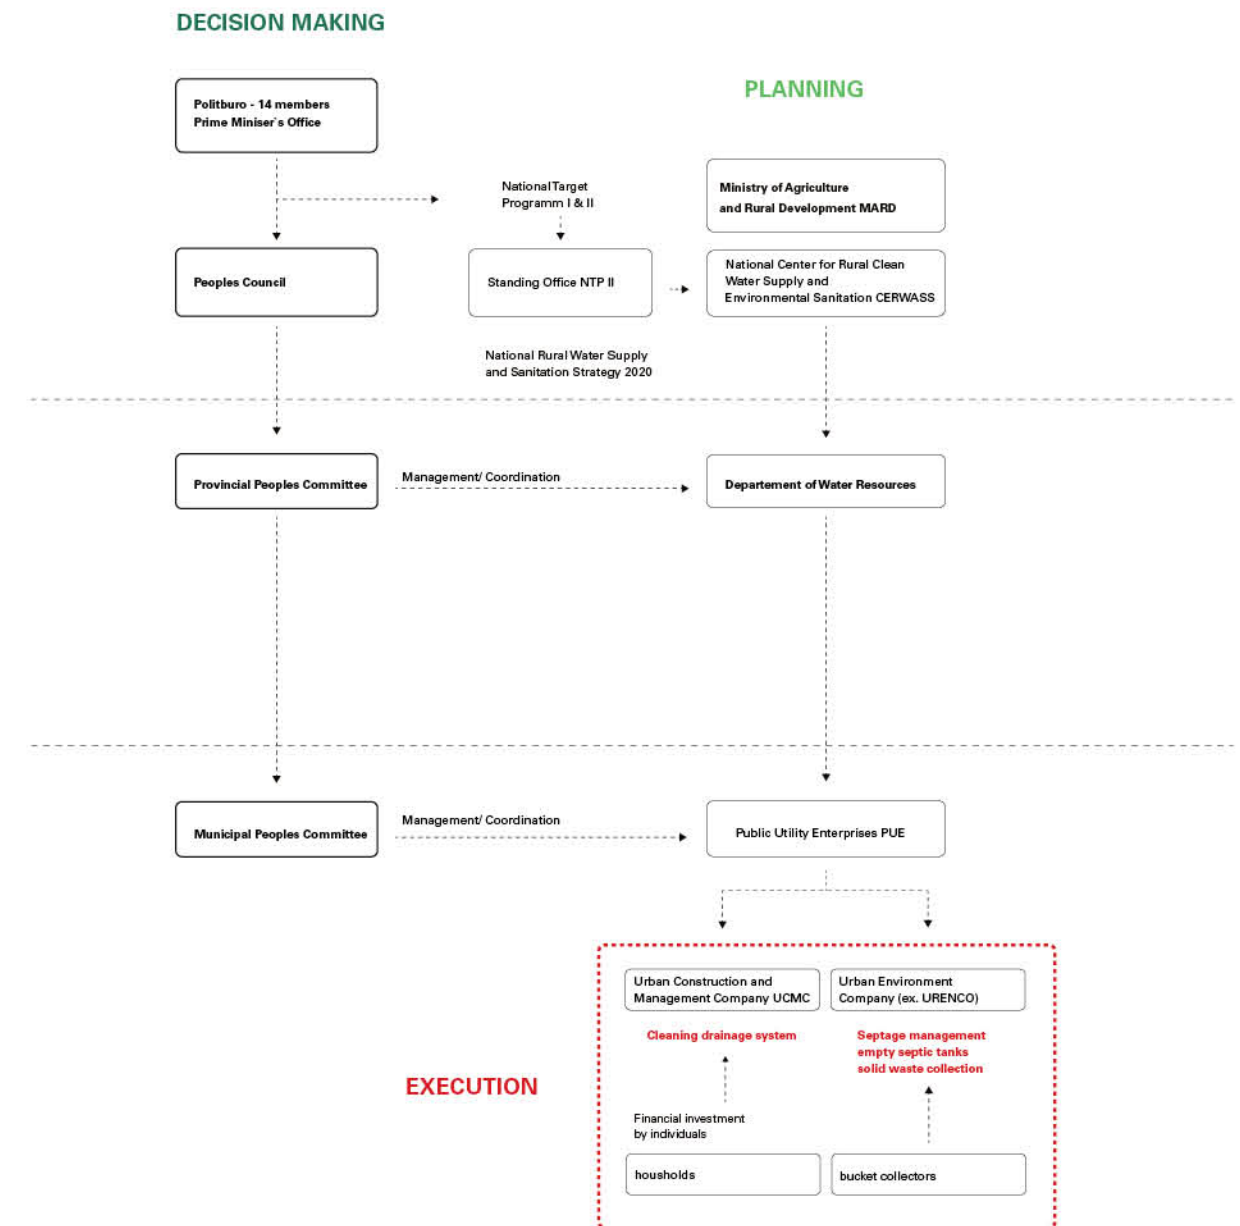 DECISION MAKING
PLANNING
Politburo - 14 members
Prime Miniser`s Office
National Target
Programm I & II
Ministry of Agriculture
and Rural Development MARD
Peoples Council
Standing Office NTP II
National Center for Rural Clean
Water Supply and
Environmental Sanitation CERWASS
National Rural Water Supply
and Sanitation Strategy 2020
Provincial Peoples Committee
Management/ Coordination
Departement of Water Resources
Municipal Peoples Committee
Management/ Coordination
Public Utility Enterprises PUE
Urban Construction and
Management Company UCMC
Urban Environment
Company (ex. URENCO)
Cleaning drainage system
Septage management
empty septic tanks
solid waste collection
EXECUTION
Financial investment
by individuals
housholds
bucket collectors